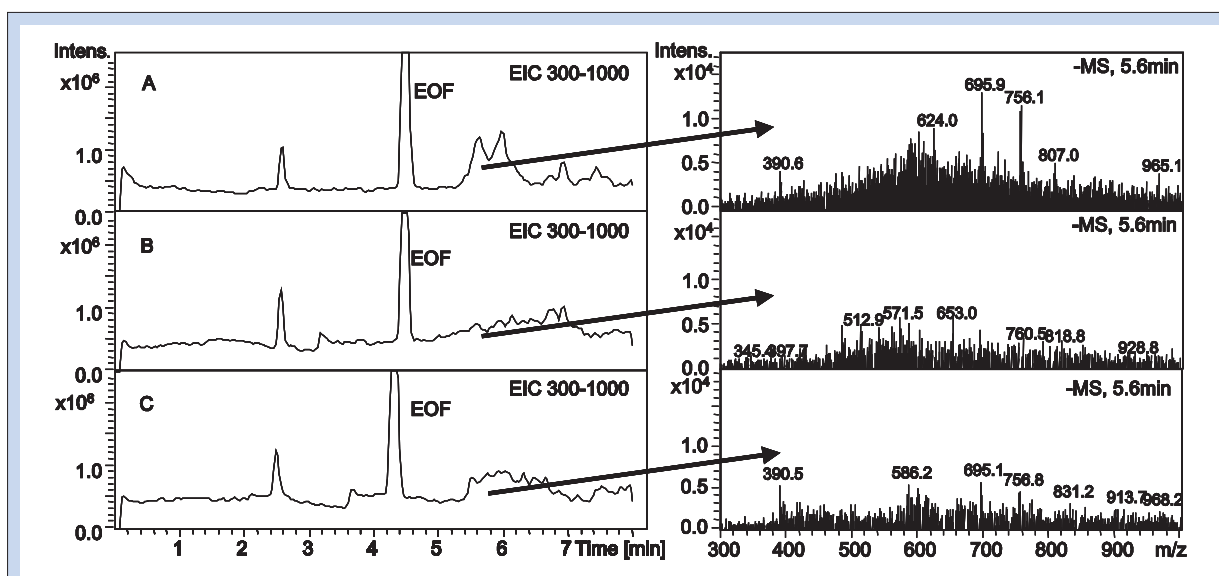 Intens.
x10⁶
A
EOF
EIC 300-1000
1.0
0.0
x10⁶
B
EOF
EIC 300-1000
1.0
0.0
x10⁶
C
EOF
EIC 300-1000
1.0
0.0
1 2 3 4 5 6 7 Time [min]
Intens.
x10⁴
-MS, 5.6min
695.9
756.1
1.0
624.0
807.0
0.5
390.6
965.1
0.0
x10⁴
-MS, 5.6min
1.0
0.5
512.9
571.5
653.0
760.5
818.8
345.4
397.7
928.8
0.0
x10⁴
-MS, 5.6min
1.0
390.5
586.2
695.1
756.8
831.2
913.7
968.2
0.5
0.0
300 400 500 600 700 800 900 m/z